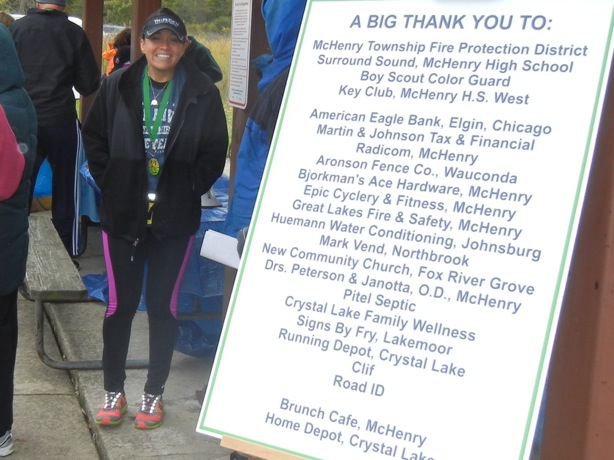 A BIG THANK YOU TO:
McHenry Township Fire Protection District
Surround Sound, McHenry High School
Boy Scout Color Guard
Key Club, McHenry H.S. West
American Eagle Bank, Elgin, Chicago
Martin & Johnson Tax & Financial
Radicom, McHenry
Aronson Fence Co., Wauconda
Bjorkman's Ace Hardware, McHenry
Epic Cyclery & Fitness, McHenry
Great Lakes Fire & Safety, McHenry
Huemann Water Conditioning, Johnsburg
Mark Vend, Northbrook
New Community Church, Fox River Grove
Drs. Peterson & Janotta, O.D., McHenry
Pitel Septic
Crystal Lake Family Wellness
Signs By Fry, Lakemoor
Running Depot, Crystal Lake
Clif
Road ID
Brunch Cafe, McHenry
Home Depot, Crystal Lake